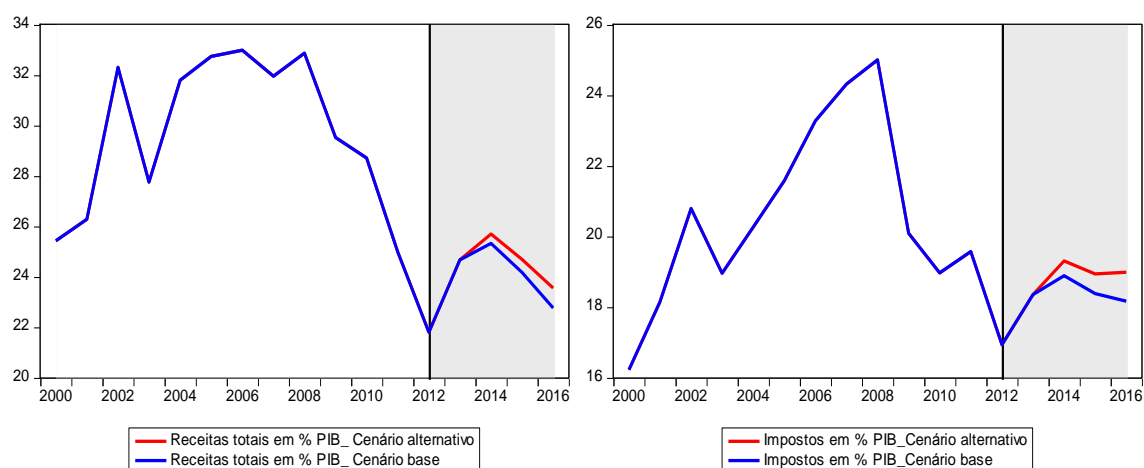 34
32
30
28
26
24
22
20
2000 2002 2004 2006 2008 2010 2012 2014 2016
Receitas totais em % PIB_ Cenário alternativo
Receitas totais em % PIB_ Cenário base
26
24
22
20
18
16
2000 2002 2004 2006 2008 2010 2012 2014 2016
Impostos em % PIB_Cenário alternativo
Impostos em % PIB_Cenário base